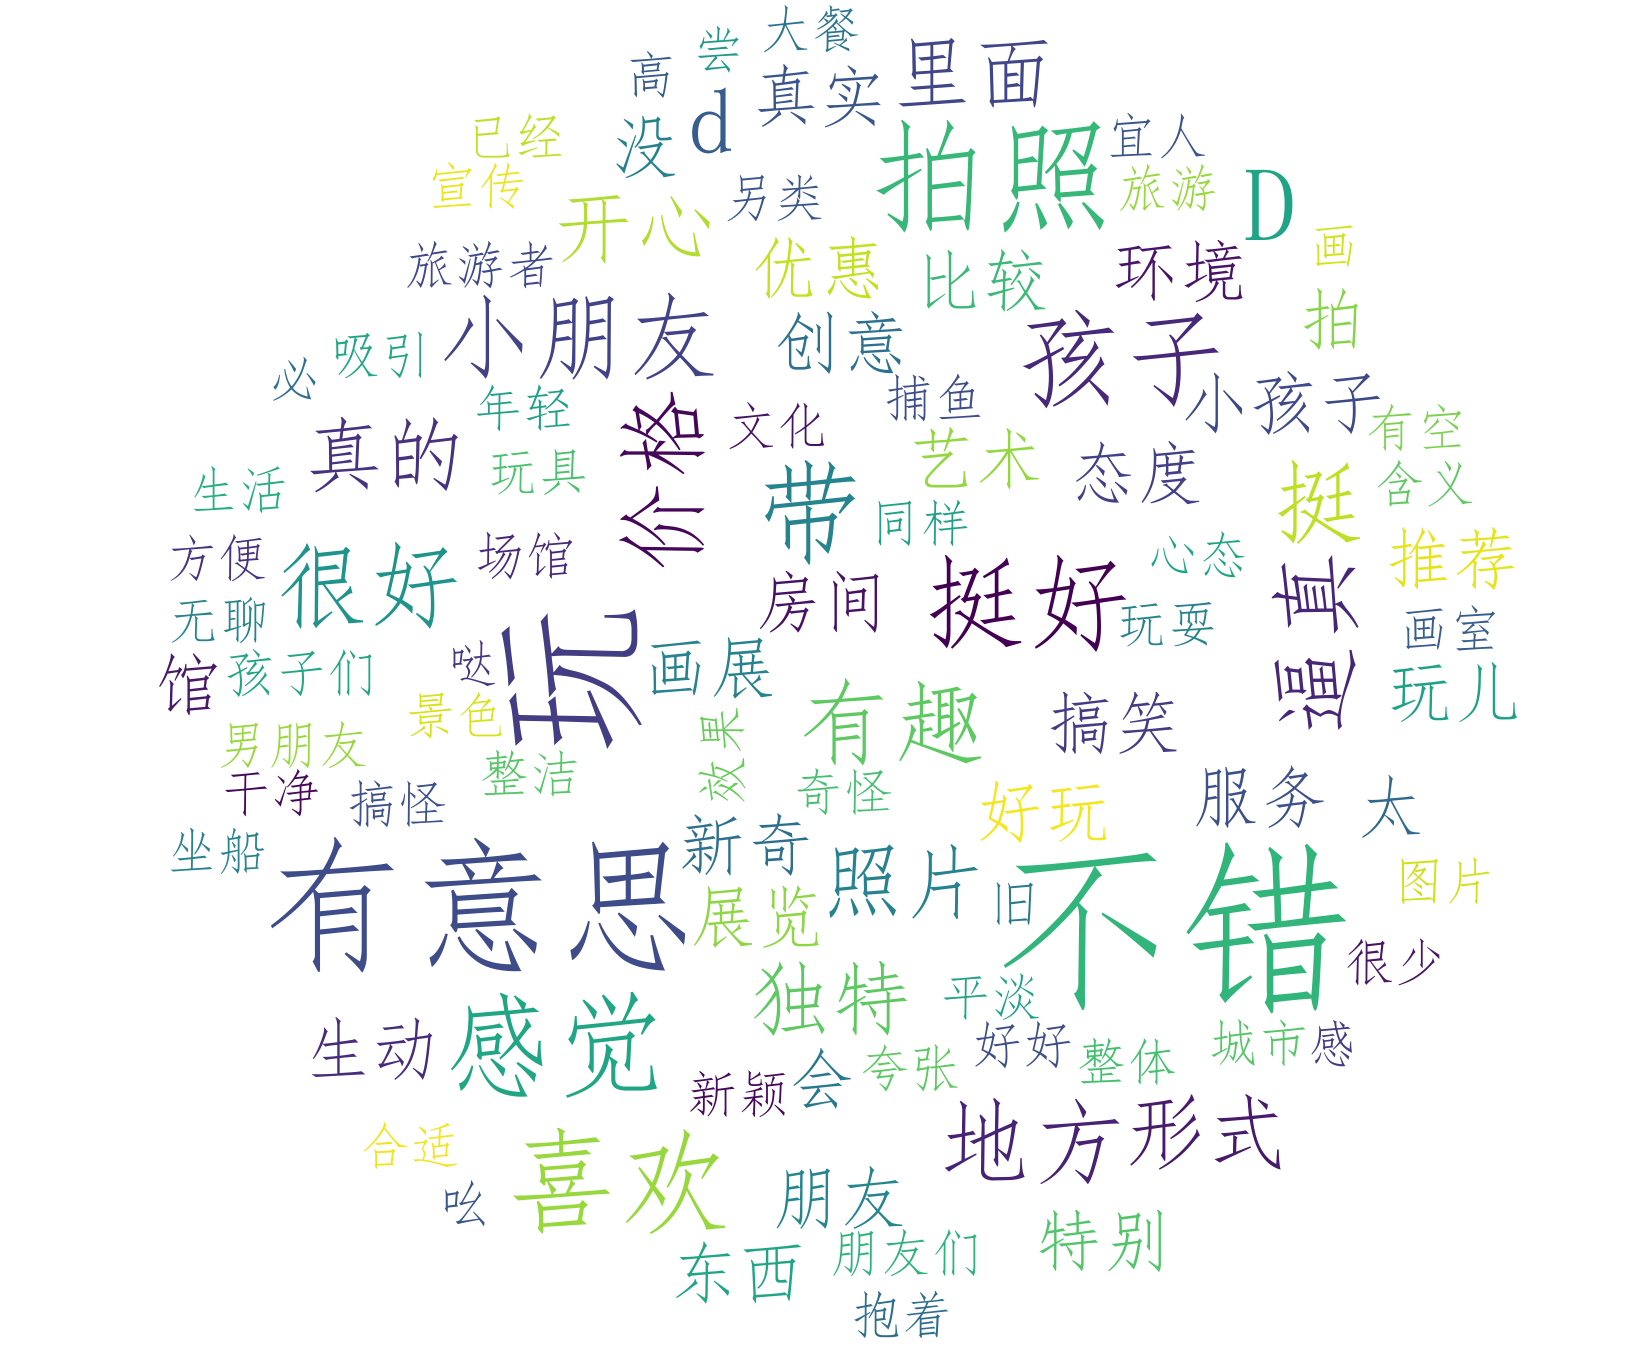 大餐
尝
里面
高
真实
d
拍照
没
已经
宜人
宣传
另类
旅游
D
开心
优惠
比较
环境
画
旅游者
小朋友
创意
孩子
拍
吸引
必
年轻
价格
文化
捕鱼
小孩子
有空
真的
玩具
带
艺术
态度
挺
含义
生活
同样
方便
很好
场馆
房间
挺好
心态
逼真
推荐
无聊
玩
玩耍
画室
馆
孩子们
哒
画展
有趣
搞笑
玩儿
景色
效果
男朋友
整洁
奇怪
干净
搞怪
好玩
服务
太
坐船
有意思
新奇
照片
不错
图片
展览
旧
很少
独特
平淡
生动
感觉
新颖
会
夸张
好好
整体
城市
感
地方
形式
合适
喜欢
吆
朋友
东西
朋友们
特别
抱着